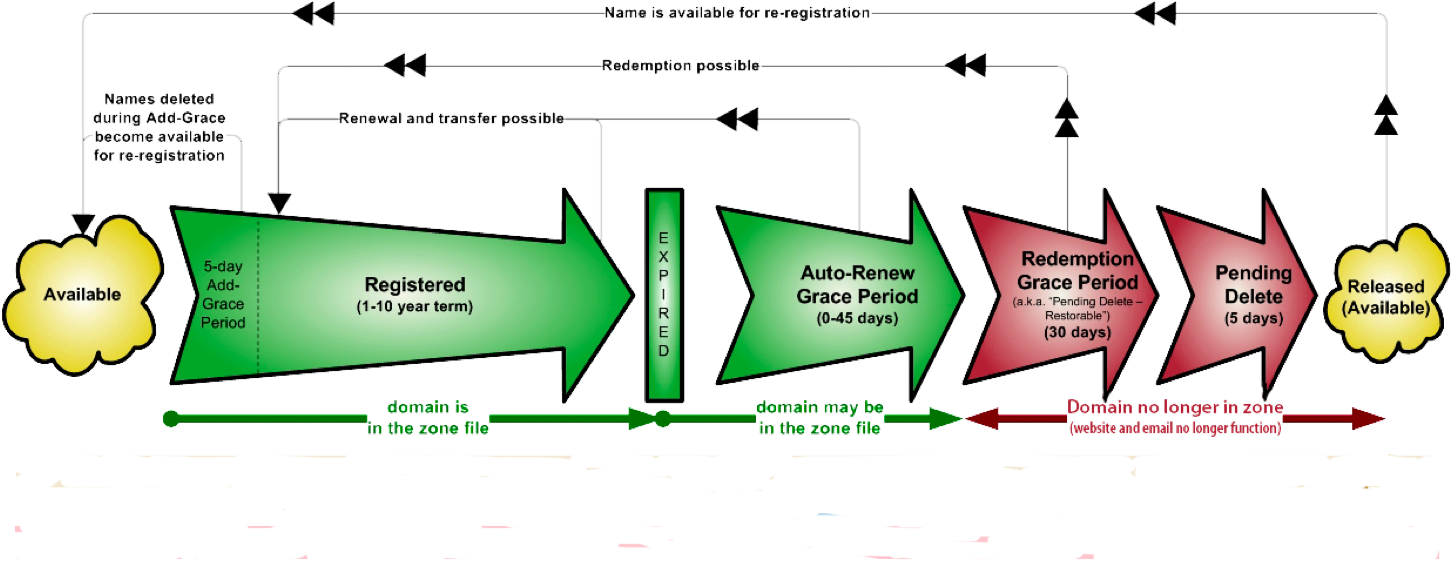 Name is available for re-registration
Redemption possible
Names deleted
during Add-Grace
become available
for re-registration
Renewal and transfer possible
Available
5-day
Add-
Grace
Period
Registered
(1-10 year term)
EXPIRED
Auto-Renew
Grace Period
(0-45 days)
Redemption
Grace Period
(a.k.a. "Pending Delete –
Restorable")
(30 days)
Pending
Delete
(5 days)
Released
(Available)
domain is
in the zone file
domain may be
in the zone file
Domain no longer in zone
(website and email no longer function)